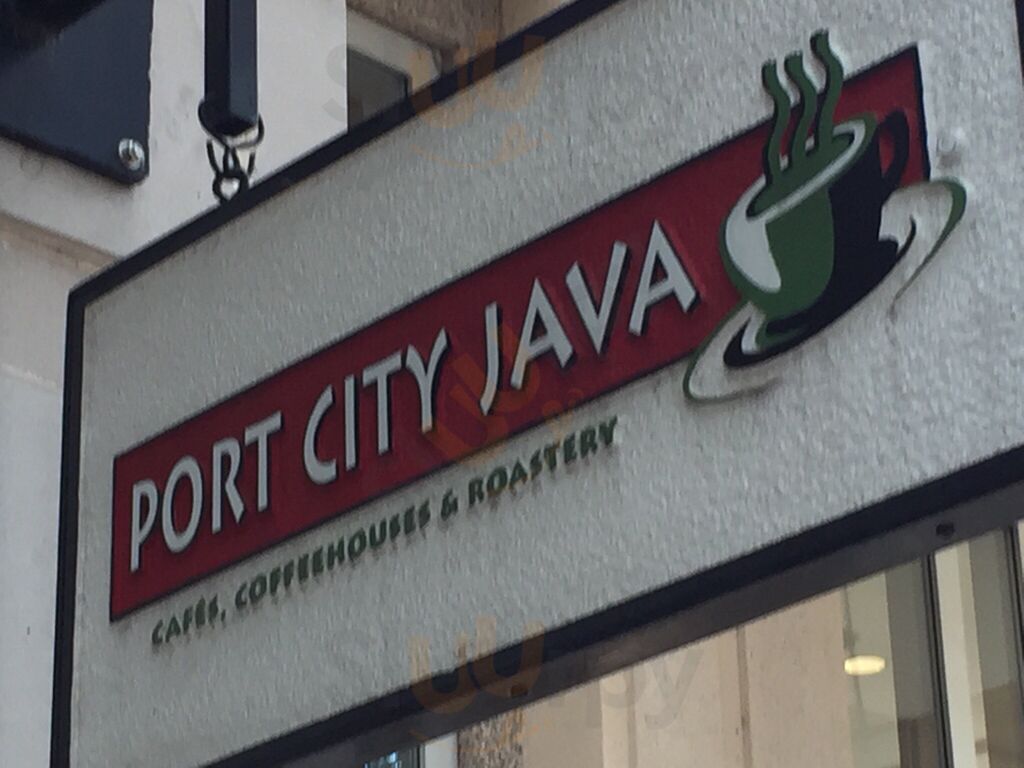 PORT CITY JAVA
CAFÉS, COFFEEHOUSES & ROASTERY